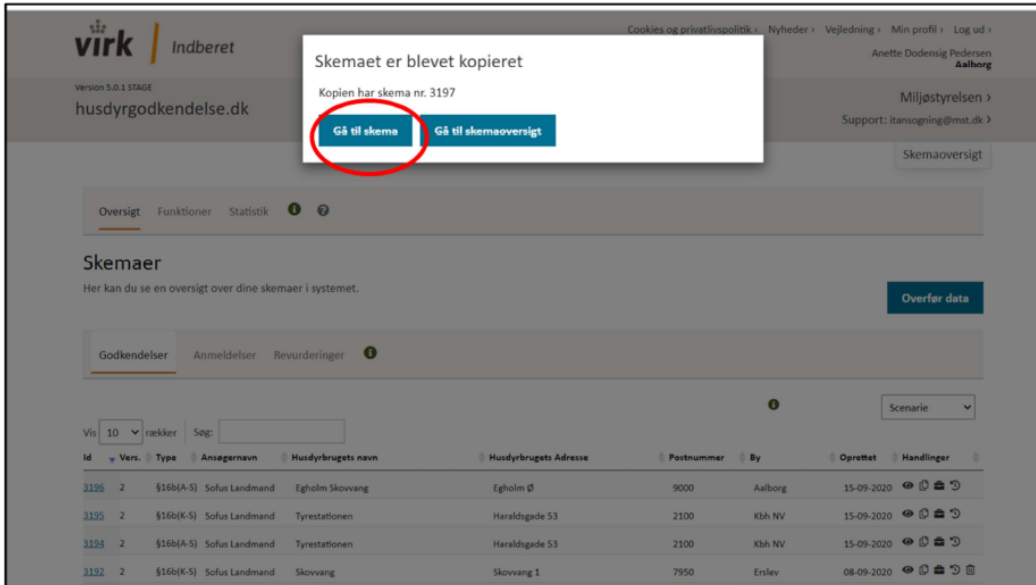 virk Indberet
Cookies og privatlivspolitik › Nyheder › Vejledning › Min profil › Log ud ›
Anette Dodensig Pedersen
Aalborg
Version 5.0.1 STAGE
husdyrgodkendelse.dk
Miljøstyrelsen ›
Support: itansogning@mst.dk ›
Skemaoversigt
Skemaet er blevet kopieret
Kopien har skema nr. 3197
Gå til skema Gå til skemaoversigt
Oversigt Funktioner Statistik
Skemaer
Her kan du se en oversigt over dine skemaer i systemet.
Overfør data
Godkendelser Anmeldelser Revurderinger
Scenarie
Vis 10 rækker Søg:
Id Vers. Type Ansøgernavn Husdyrbrugets navn Husdyrbrugets Adresse Postnummer By Oprettet Handlinger
3196 2 §16b(A-S) Sofus Landmand Egholm Skovvang Egholm Ø 9000 Aalborg 15-09-2020
3195 2 §16b(K-S) Sofus Landmand Tyrestationen Haraldsgade 53 2100 Kbh NV 15-09-2020
3194 2 §16b(A-S) Sofus Landmand Tyrestationen Haraldsgade 53 2100 Kbh NV 15-09-2020
3192 2 §16b(K-S) Sofus Landmand Skovvang Skovvang 1 7950 Erslev 08-09-2020